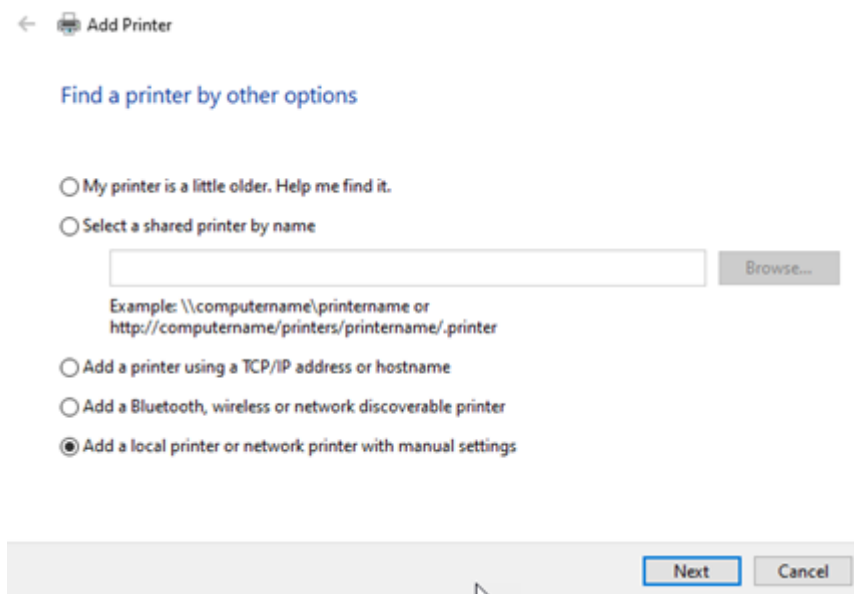 Add Printer
Find a printer by other options
My printer is a little older. Help me find it.
Select a shared printer by name
Browse...
Example: \\computername\printername or
http://computername/printers/printername/.printer
Add a printer using a TCP/IP address or hostname
Add a Bluetooth, wireless or network discoverable printer
Add a local printer or network printer with manual settings
Next
Cancel